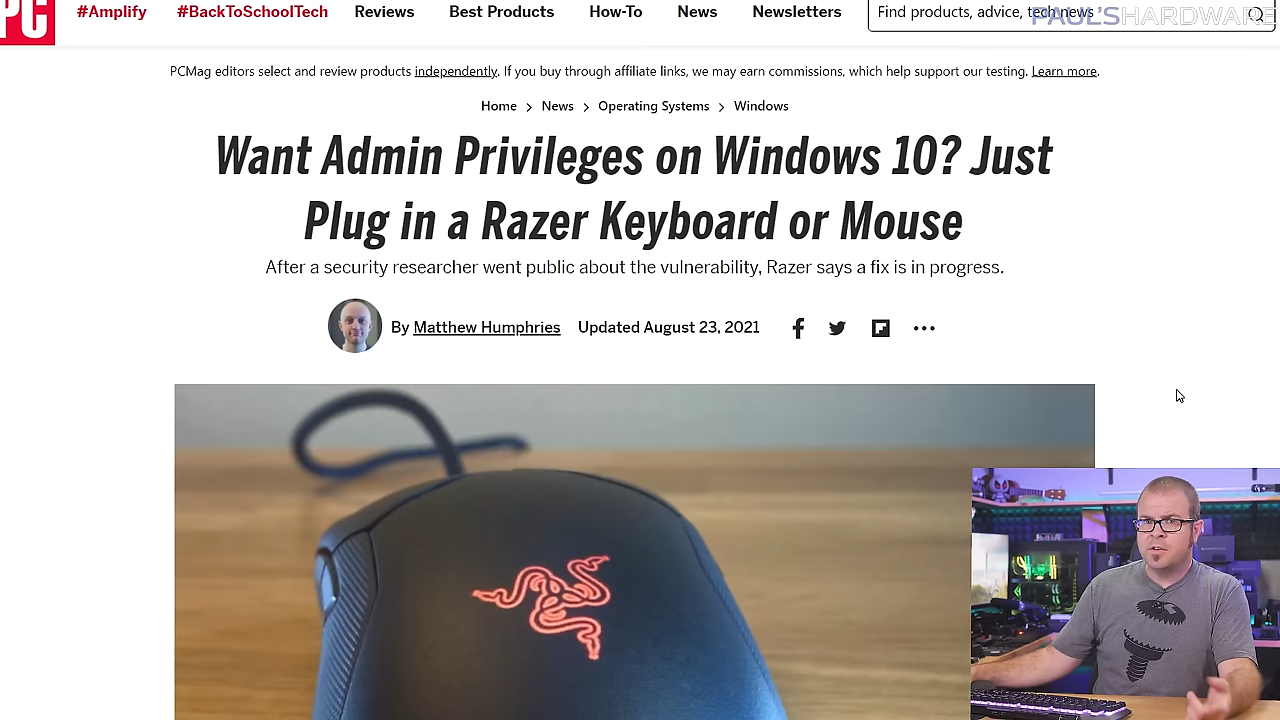 PC
#Amplify #BackToSchoolTech Reviews Best Products How-To News Newsletters Find products, advice, tech news
PAUL'SHARDWARE
PCMag editors select and review products independently. If you buy through affiliate links, we may earn commissions, which help support our testing. Learn more.
Home > News > Operating Systems > Windows
Want Admin Privileges on Windows 10? Just
Plug in a Razer Keyboard or Mouse
After a security researcher went public about the vulnerability, Razer says a fix is in progress.
By Matthew Humphries Updated August 23, 2021